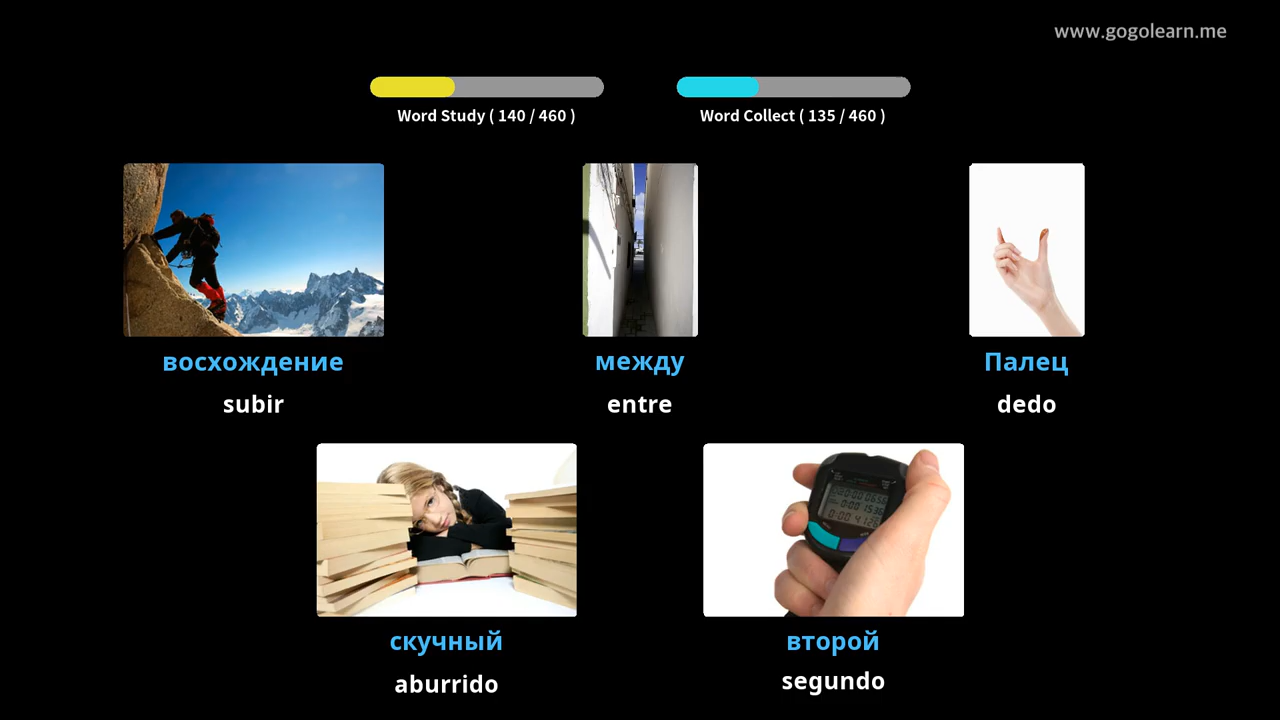 www.gogolearn.me
Word Study ( 140 / 460 )
Word Collect ( 135 / 460 )
восхождение
subir
между
entre
Палец
dedo
скучный
aburrido
второй
segundo